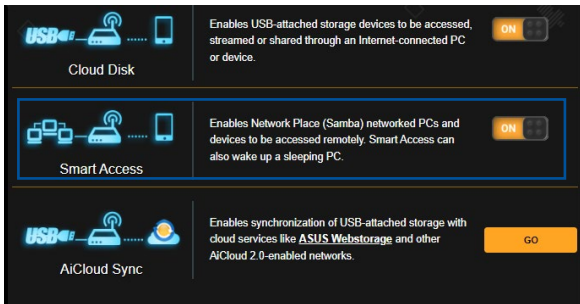 USB
Cloud Disk
Enables USB-attached storage devices to be accessed,
streamed or shared through an Internet-connected PC
or device.
ON
Smart Access
Enables Network Place (Samba) networked PCs and
devices to be accessed remotely. Smart Access can
also wake up a sleeping PC.
ON
USB
AiCloud Sync
Enables synchronization of USB-attached storage with
cloud services like ASUS Webstorage and other
AiCloud 2.0-enabled networks.
GO